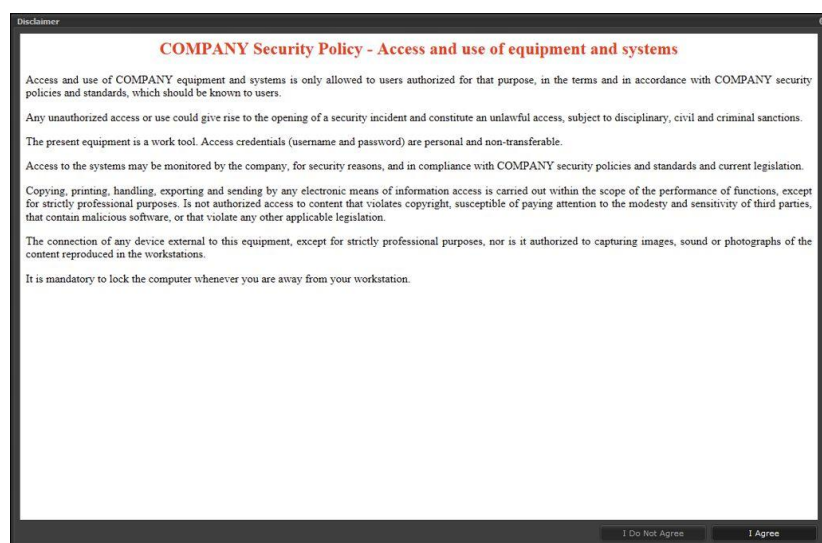 Disclaimer
COMPANY Security Policy - Access and use of equipment and systems
Access and use of COMPANY equipment and systems is only allowed to users authorized for that purpose, in the terms and in accordance with COMPANY security
policies and standards, which should be known to users.
Any unauthorized access or use could give rise to the opening of a security incident and constitute an unlawful access, subject to disciplinary, civil and criminal sanctions.
The present equipment is a work tool. Access credentials (username and password) are personal and non-transferable.
Access to the systems may be monitored by the company, for security reasons, and in compliance with COMPANY security policies and standards and current legislation.
Copying, printing, handling, exporting and sending by any electronic means of information access is carried out within the scope of the performance of functions, except
for strictly professional purposes. Is not authorized access to content that violates copyright, susceptible of paying attention to the modesty and sensitivity of third parties,
that contain malicious software, or that violate any other applicable legislation.
The connection of any device external to this equipment, except for strictly professional purposes, nor is it authorized to capturing images, sound or photographs of the
content reproduced in the workstations.
It is mandatory to lock the computer whenever you are away from your workstation.
I Do Not Agree
I Agree